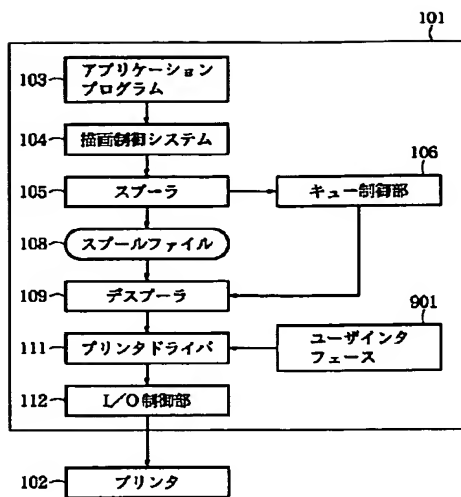 101
103
アプリケーション
プログラム
104
描画制御システム
106
105
スプーラ
キュー制御部
108
スプールファイル
109
デスプーラ
901
111
プリンタドライバ
ユーザインタ
フェース
112
I/O制御部
102
プリンタ